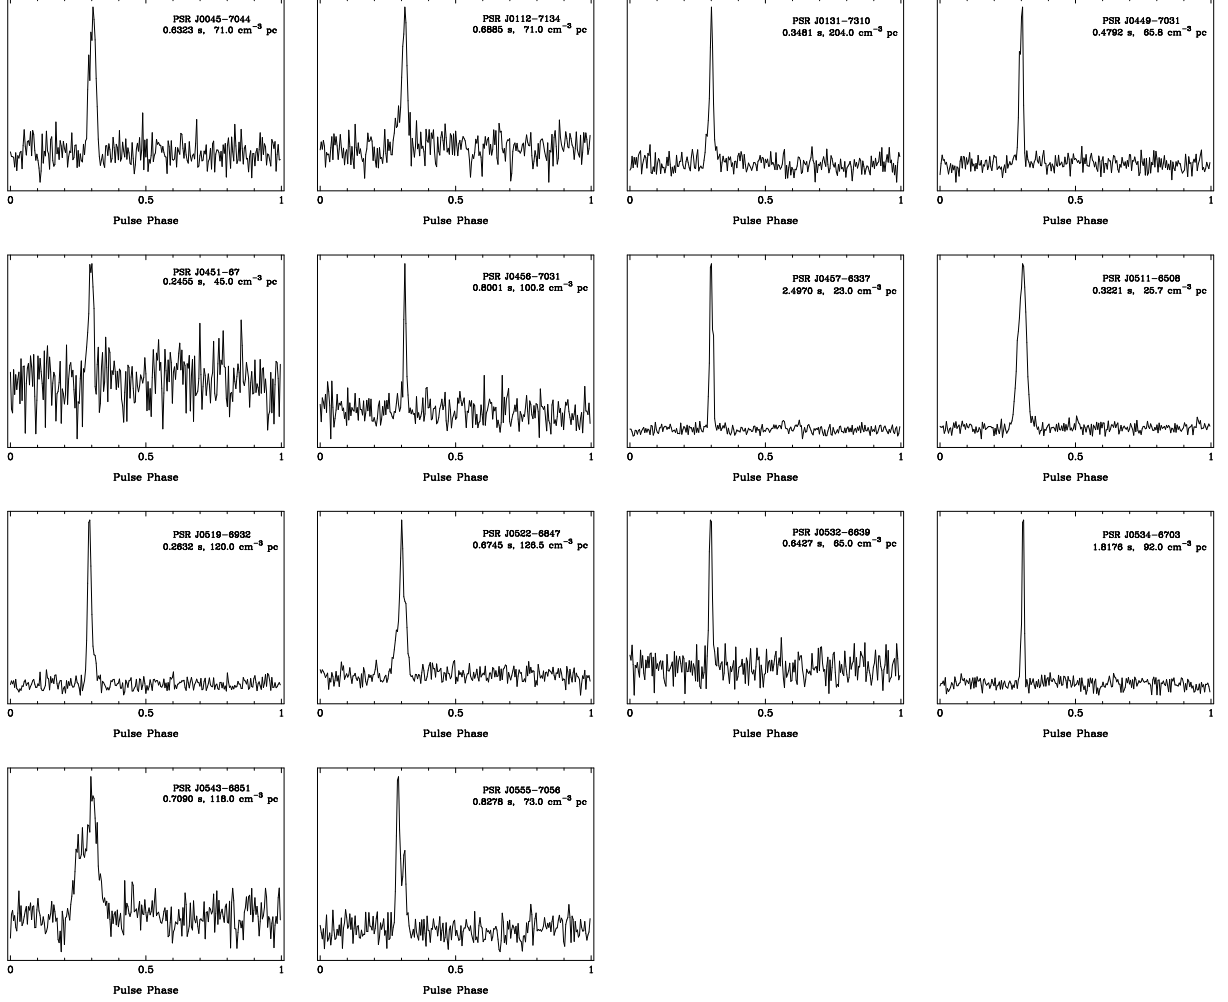 PSR J0045−7044
0.6323 s, 71.0 cm−3 pc
0 0.5 1
Pulse Phase
PSR J0112−7134
0.6885 s, 71.0 cm−3 pc
0 0.5 1
Pulse Phase
PSR J0131−7310
0.3481 s, 204.0 cm−3 pc
0 0.5 1
Pulse Phase
PSR J0449−7031
0.4792 s, 65.8 cm−3 pc
0 0.5 1
Pulse Phase
PSR J0451−67
0.2455 s, 45.0 cm−3 pc
0 0.5 1
Pulse Phase
PSR J0456−7031
0.8001 s, 100.2 cm−3 pc
0 0.5 1
Pulse Phase
PSR J0457−6337
2.4970 s, 23.0 cm−3 pc
0 0.5 1
Pulse Phase
PSR J0511−6508
0.3221 s, 25.7 cm−3 pc
0 0.5 1
Pulse Phase
PSR J0519−6932
0.2632 s, 120.0 cm−3 pc
0 0.5 1
Pulse Phase
PSR J0522−6847
0.6745 s, 126.5 cm−3 pc
0 0.5 1
Pulse Phase
PSR J0532−6639
0.6427 s, 65.0 cm−3 pc
0 0.5 1
Pulse Phase
PSR J0534−6703
1.8176 s, 92.0 cm−3 pc
0 0.5 1
Pulse Phase
PSR J0543−6851
0.7090 s, 118.0 cm−3 pc
0 0.5 1
Pulse Phase
PSR J0555−7056
0.8278 s, 73.0 cm−3 pc
0 0.5 1
Pulse Phase